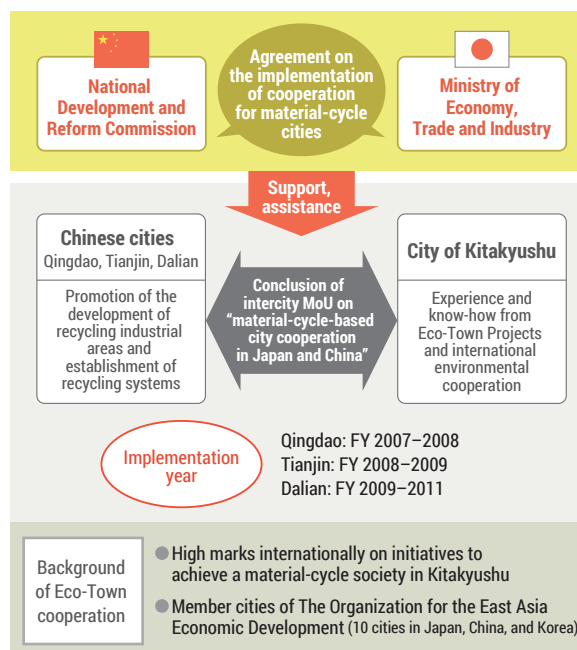 National
Development and
Reform Commission
Agreement on
the implementation
of cooperation
for material-cycle
cities
Ministry of
Economy,
Trade and Industry
Support,
assistance
Chinese cities
Qingdao, Tianjin, Dalian
Promotion of the
development of
recycling industrial
areas and
establishment of
recycling systems
Conclusion of
intercity MoU on
“material-cycle-based
city cooperation
in Japan and China”
City of Kitakyushu
Experience and
know-how from
Eco-Town Projects
and international
environmental
cooperation
Implementation
year
Qingdao: FY 2007–2008
Tianjin: FY 2008–2009
Dalian: FY 2009–2011
Background
of Eco-Town
cooperation
● High marks internationally on initiatives to
achieve a material-cycle society in Kitakyushu
● Member cities of The Organization for the East Asia
Economic Development (10 cities in Japan, China, and Korea)